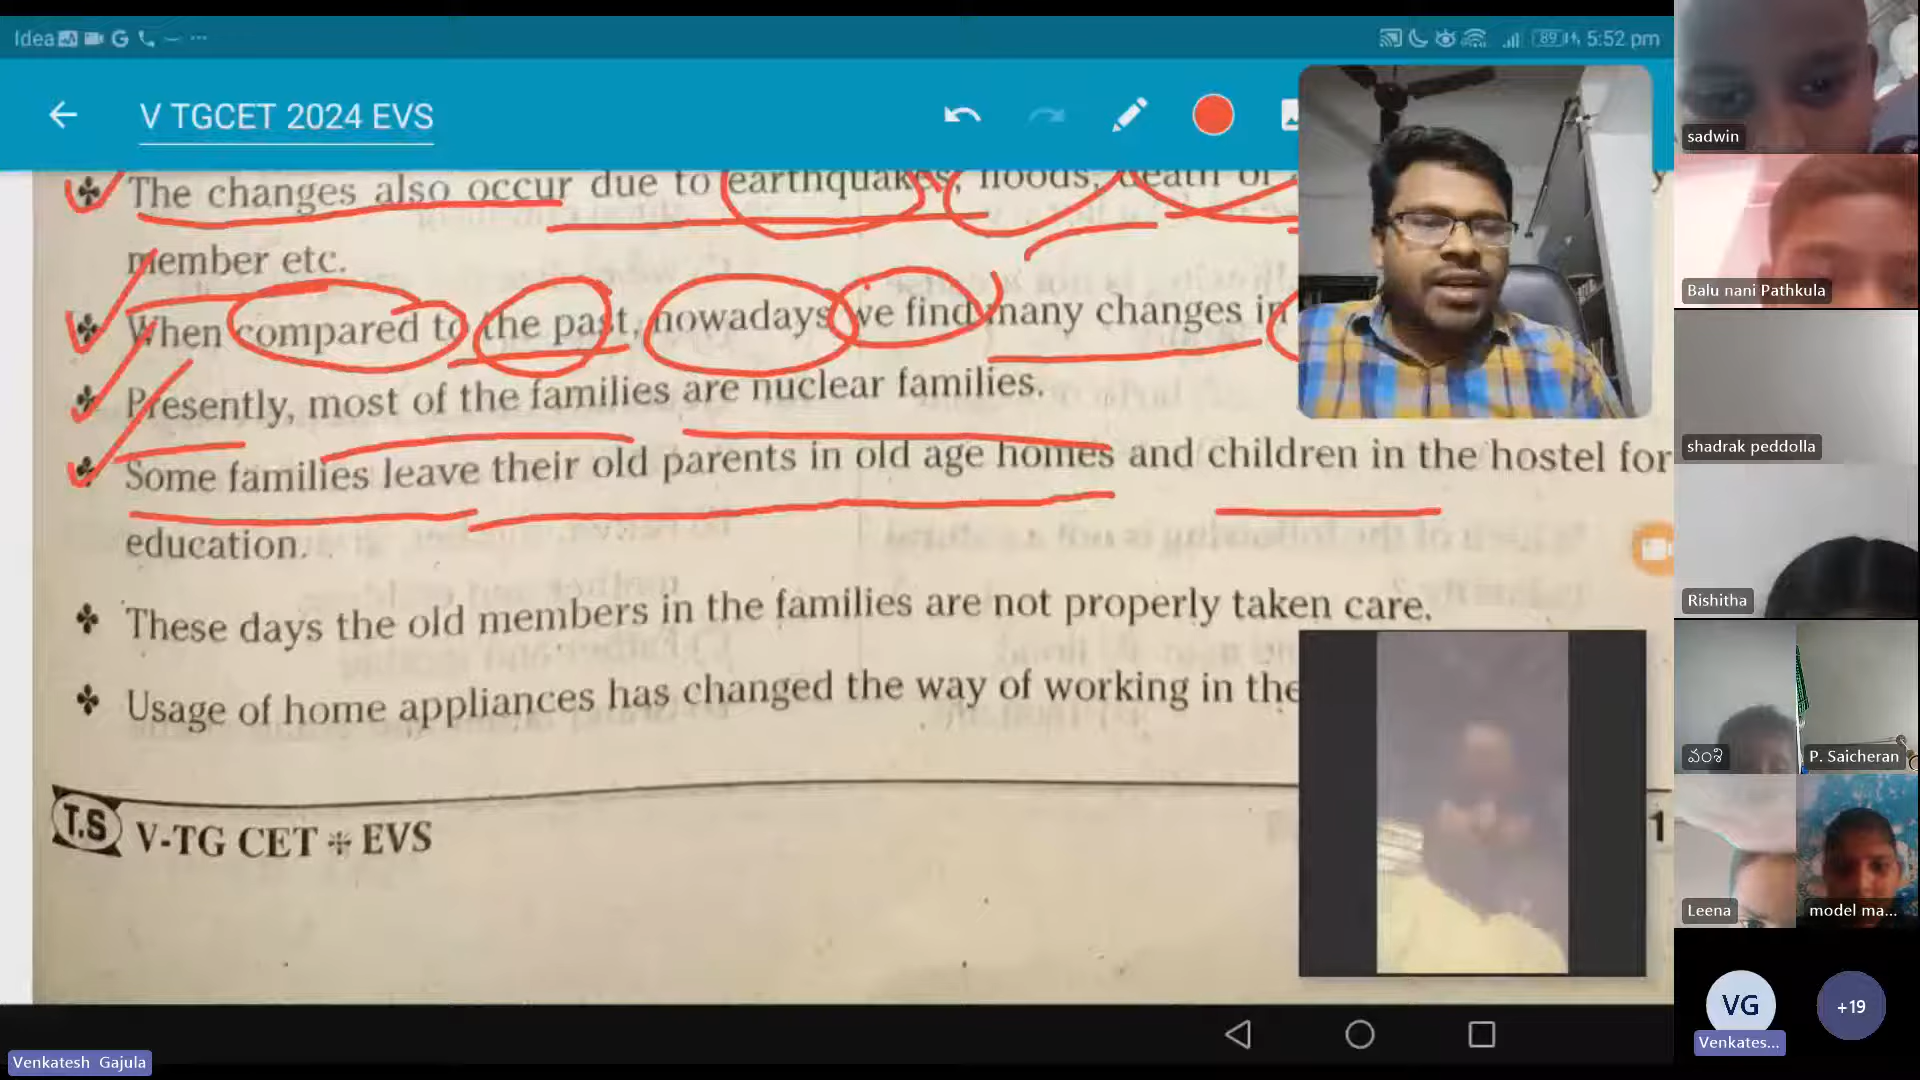 Idea
89 5:52 pm
V TGCET 2024 EVS
The changes also occur due to earthquakes, floods, death of
member etc.
When compared to the past, nowadays we find many changes in
Presently, most of the families are nuclear families.
Some families leave their old parents in old age homes and children in the hostel for
education.
These days the old members in the families are not properly taken care.
Usage of home appliances has changed the way of working in the
T.S V-TG CET EVS
1
sadwin
Balu nani Pathkula
shadrak peddolla
Rishitha
వంశి
P. Saicheran
Leena
model ma...
VG
+19
Venkates...
Venkatesh Gajula